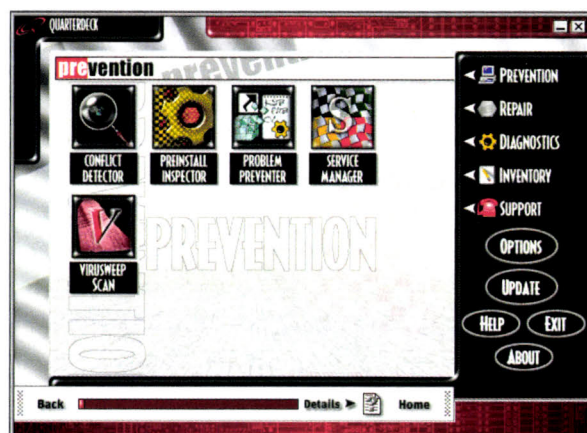 QUARTERDECK
prevention
PREVENTION
CONFLICT DETECTOR
PREINSTALL INSPECTOR
PROBLEM PREVENTER
SERVICE MANAGER
VIRUSWEEP SCAN
PREVENTION
PREVENTION
REPAIR
DIAGNOSTICS
INVENTORY
SUPPORT
OPTIONS
UPDATE
HELP
EXIT
ABOUT
Back
Details
Home